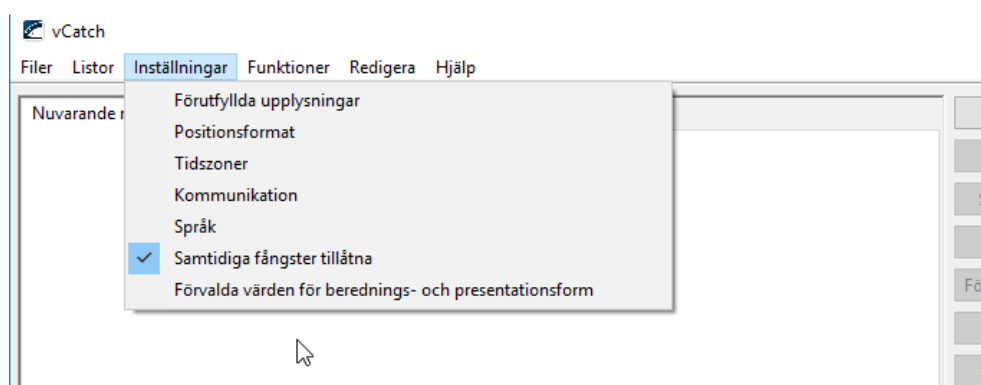 vCatch
Filer Listor Inställningar Funktioner Redigera Hjälp
Nuvarande
Förutfyllda upplysningar
Positionsformat
Tidszoner
Kommunikation
Språk
Samtidiga fångster tillåtna
Förvalda värden för berednings- och presentationsform